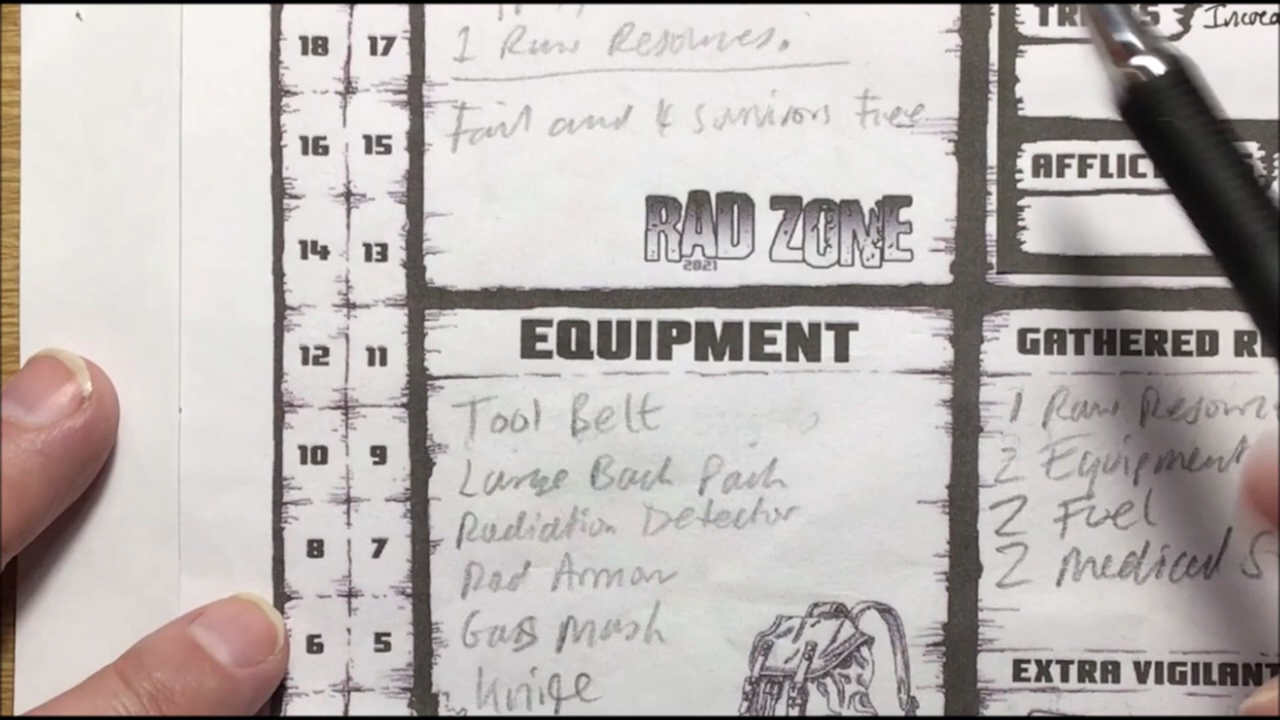 18 17
16 15
14 13
12 11
10 9
8 7
6 5
1 Raw Resources.
Fail and 4 survivors free
RAD ZONE
2021
EQUIPMENT
Tool Belt
Large Back Pack
Radiation Detector
Rad Armor
Gas Mask
Knife
AFFLIC
GATHERED R
1 Raw Resour
2 Equipment
2 Fuel
2 Medical S
EXTRA VIGILANT